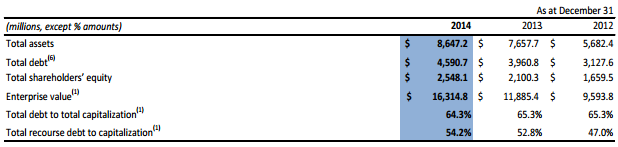 As at December 31
(millions, except % amounts) 2014 2013 2012
Total assets $ 8,647.2 $ 7,657.7 $ 5,682.4
Total debt(6) $ 4,590.7 $ 3,960.8 $ 3,127.6
Total shareholders' equity $ 2,548.1 $ 2,100.3 $ 1,659.5
Enterprise value(1) $ 16,314.8 $ 11,885.4 $ 9,593.8
Total debt to total capitalization(1) 64.3% 65.3% 65.3%
Total recourse debt to capitalization(1) 54.2% 52.8% 47.0%